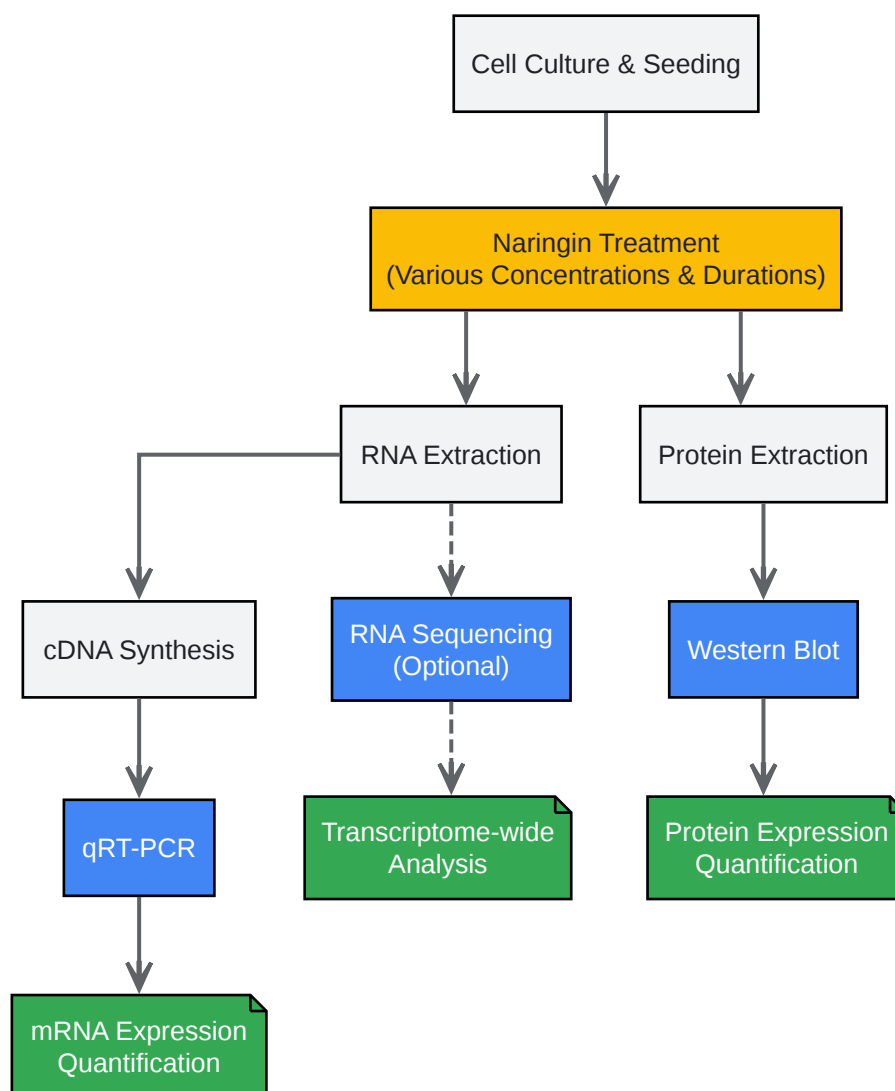 Cell Culture & Seeding
Naringin Treatment
(Various Concentrations & Durations)
RNA Extraction
Protein Extraction
cDNA Synthesis
RNA Sequencing
(Optional)
Western Blot
qRT-PCR
Transcriptome-wide
Analysis
Protein Expression
Quantification
mRNA Expression
Quantification